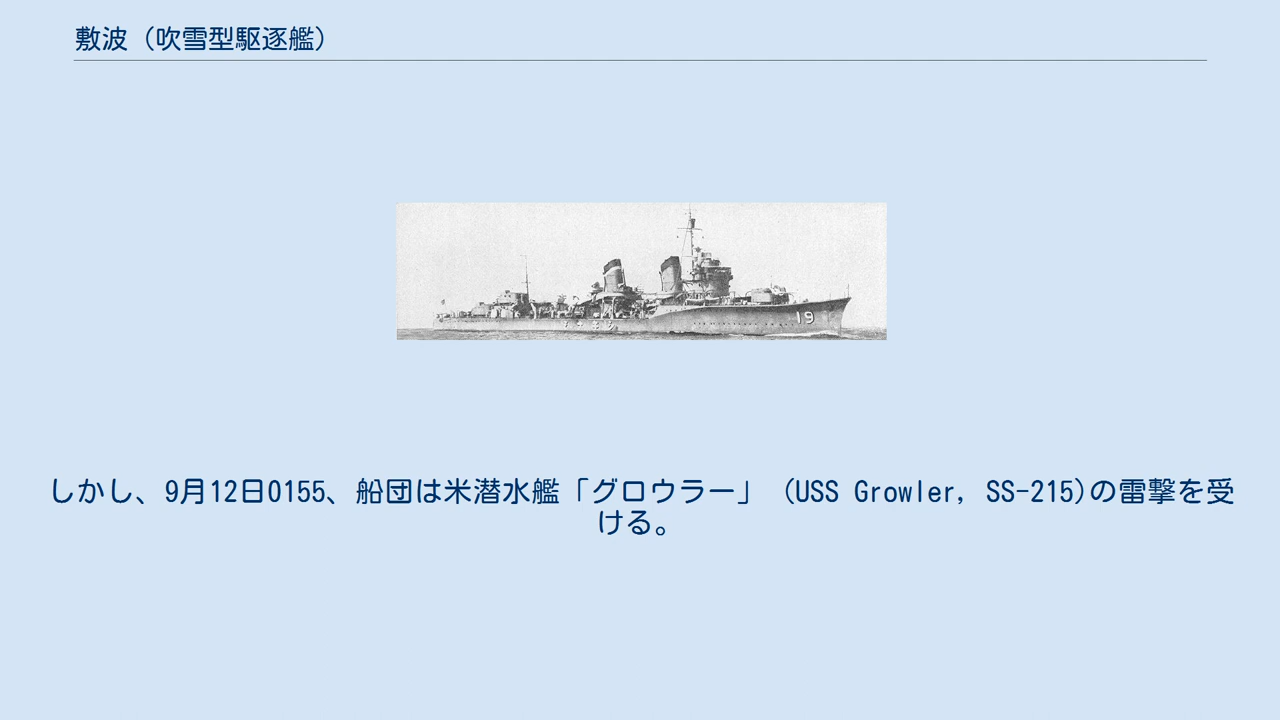 敷波（吹雪型駆逐艦）
19
しかし、9月12日0155、船団は米潜水艦「グロウラー」 (USS Growler, SS-215)の雷撃を受
ける。